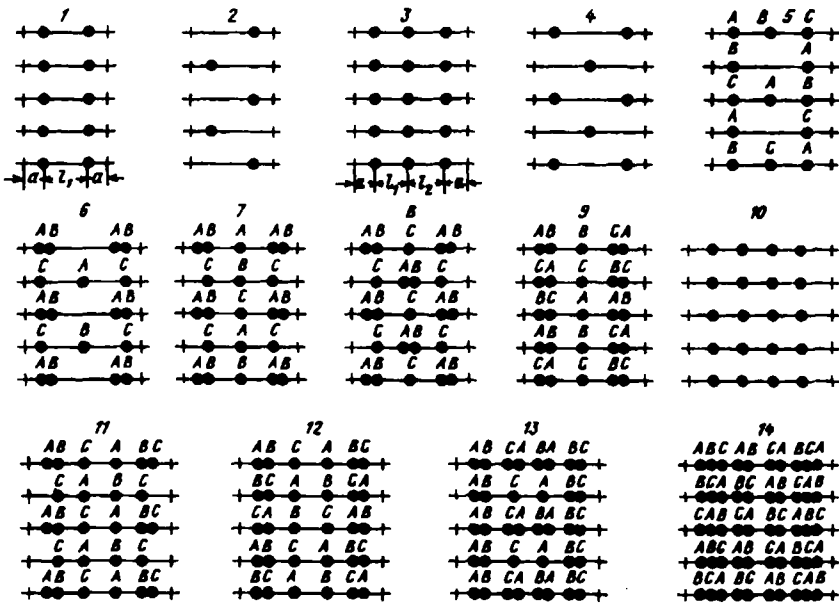 1 2 3 4 A B 5 C
B A
C A B
A C
a l₁ a a l₁ l₂ a B C A
6 7 8 9 10
AB AB AB A AB AB C AB AB B CA
C A C C B C C AB C CA C BC
AB AB AB C AB AB C AB BC A AB
C B C C A C C AB C AB B CA
AB AB AB B AB AB C AB CA C BC
11 12 13 14
AB C A BC AB C A BC AB CA BA BC ABC AB CA BCA
C A B C BC A B CA AB C A BC BCA BC AB CAB
AB C A BC CA B C AB AB CA BA BC CAB CA BC ABC
C A B C AB C A BC AB C A BC ABC AB CA BCA
AB C A BC BC A B CA AB CA BA BC BCA BC AB CAB